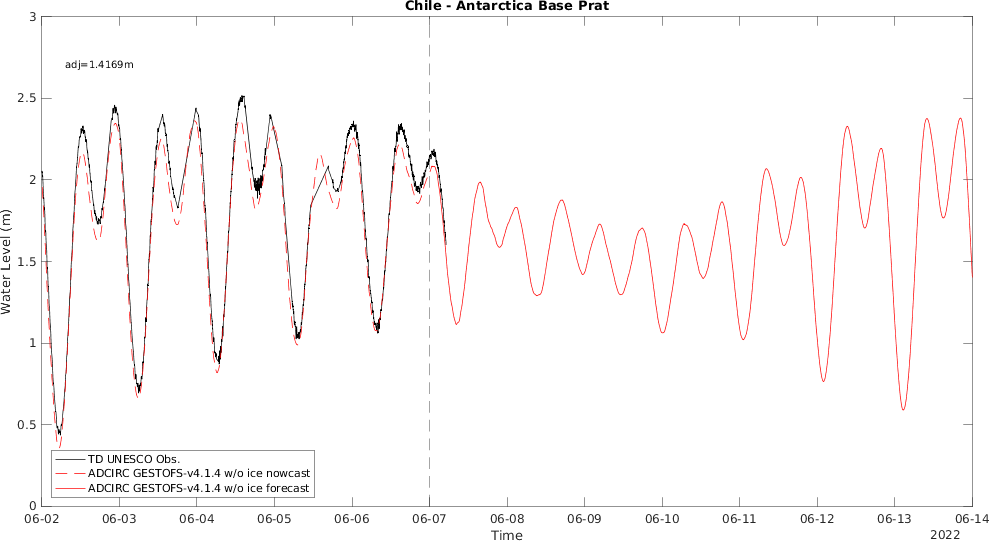 Chile - Antarctica Base Prat
adj=1.4169m
Water Level (m)
3
2.5
2
1.5
1
0.5
0
TD UNESCO Obs.
ADCIRC GESTOFS-v4.1.4 w/o ice nowcast
ADCIRC GESTOFS-v4.1.4 w/o ice forecast
06-02 06-03 06-04 06-05 06-06 06-07 06-08 06-09 06-10 06-11 06-12 06-13 06-14
Time
2022